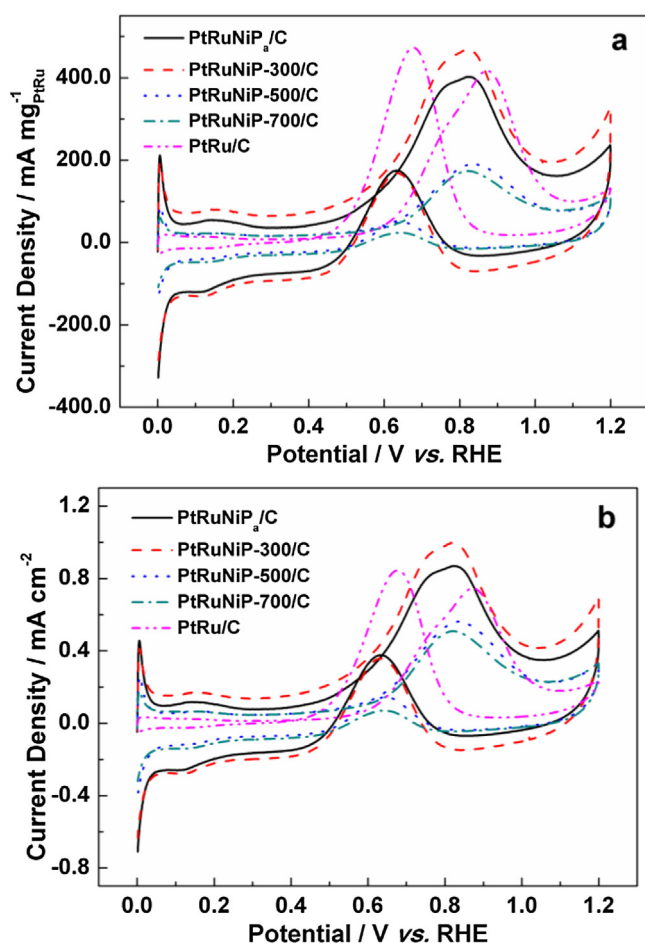 a
PtRuNiPa/C
PtRuNiP-300/C
PtRuNiP-500/C
PtRuNiP-700/C
PtRu/C
Current Density / mA mg-1PtRu
400.0
200.0
0.0
-200.0
-400.0
0.0 0.2 0.4 0.6 0.8 1.0 1.2
Potential / V vs. RHE
b
PtRuNiPa/C
PtRuNiP-300/C
PtRuNiP-500/C
PtRuNiP-700/C
PtRu/C
Current Density / mA cm-2
1.2
0.8
0.4
0.0
-0.4
-0.8
0.0 0.2 0.4 0.6 0.8 1.0 1.2
Potential / V vs. RHE